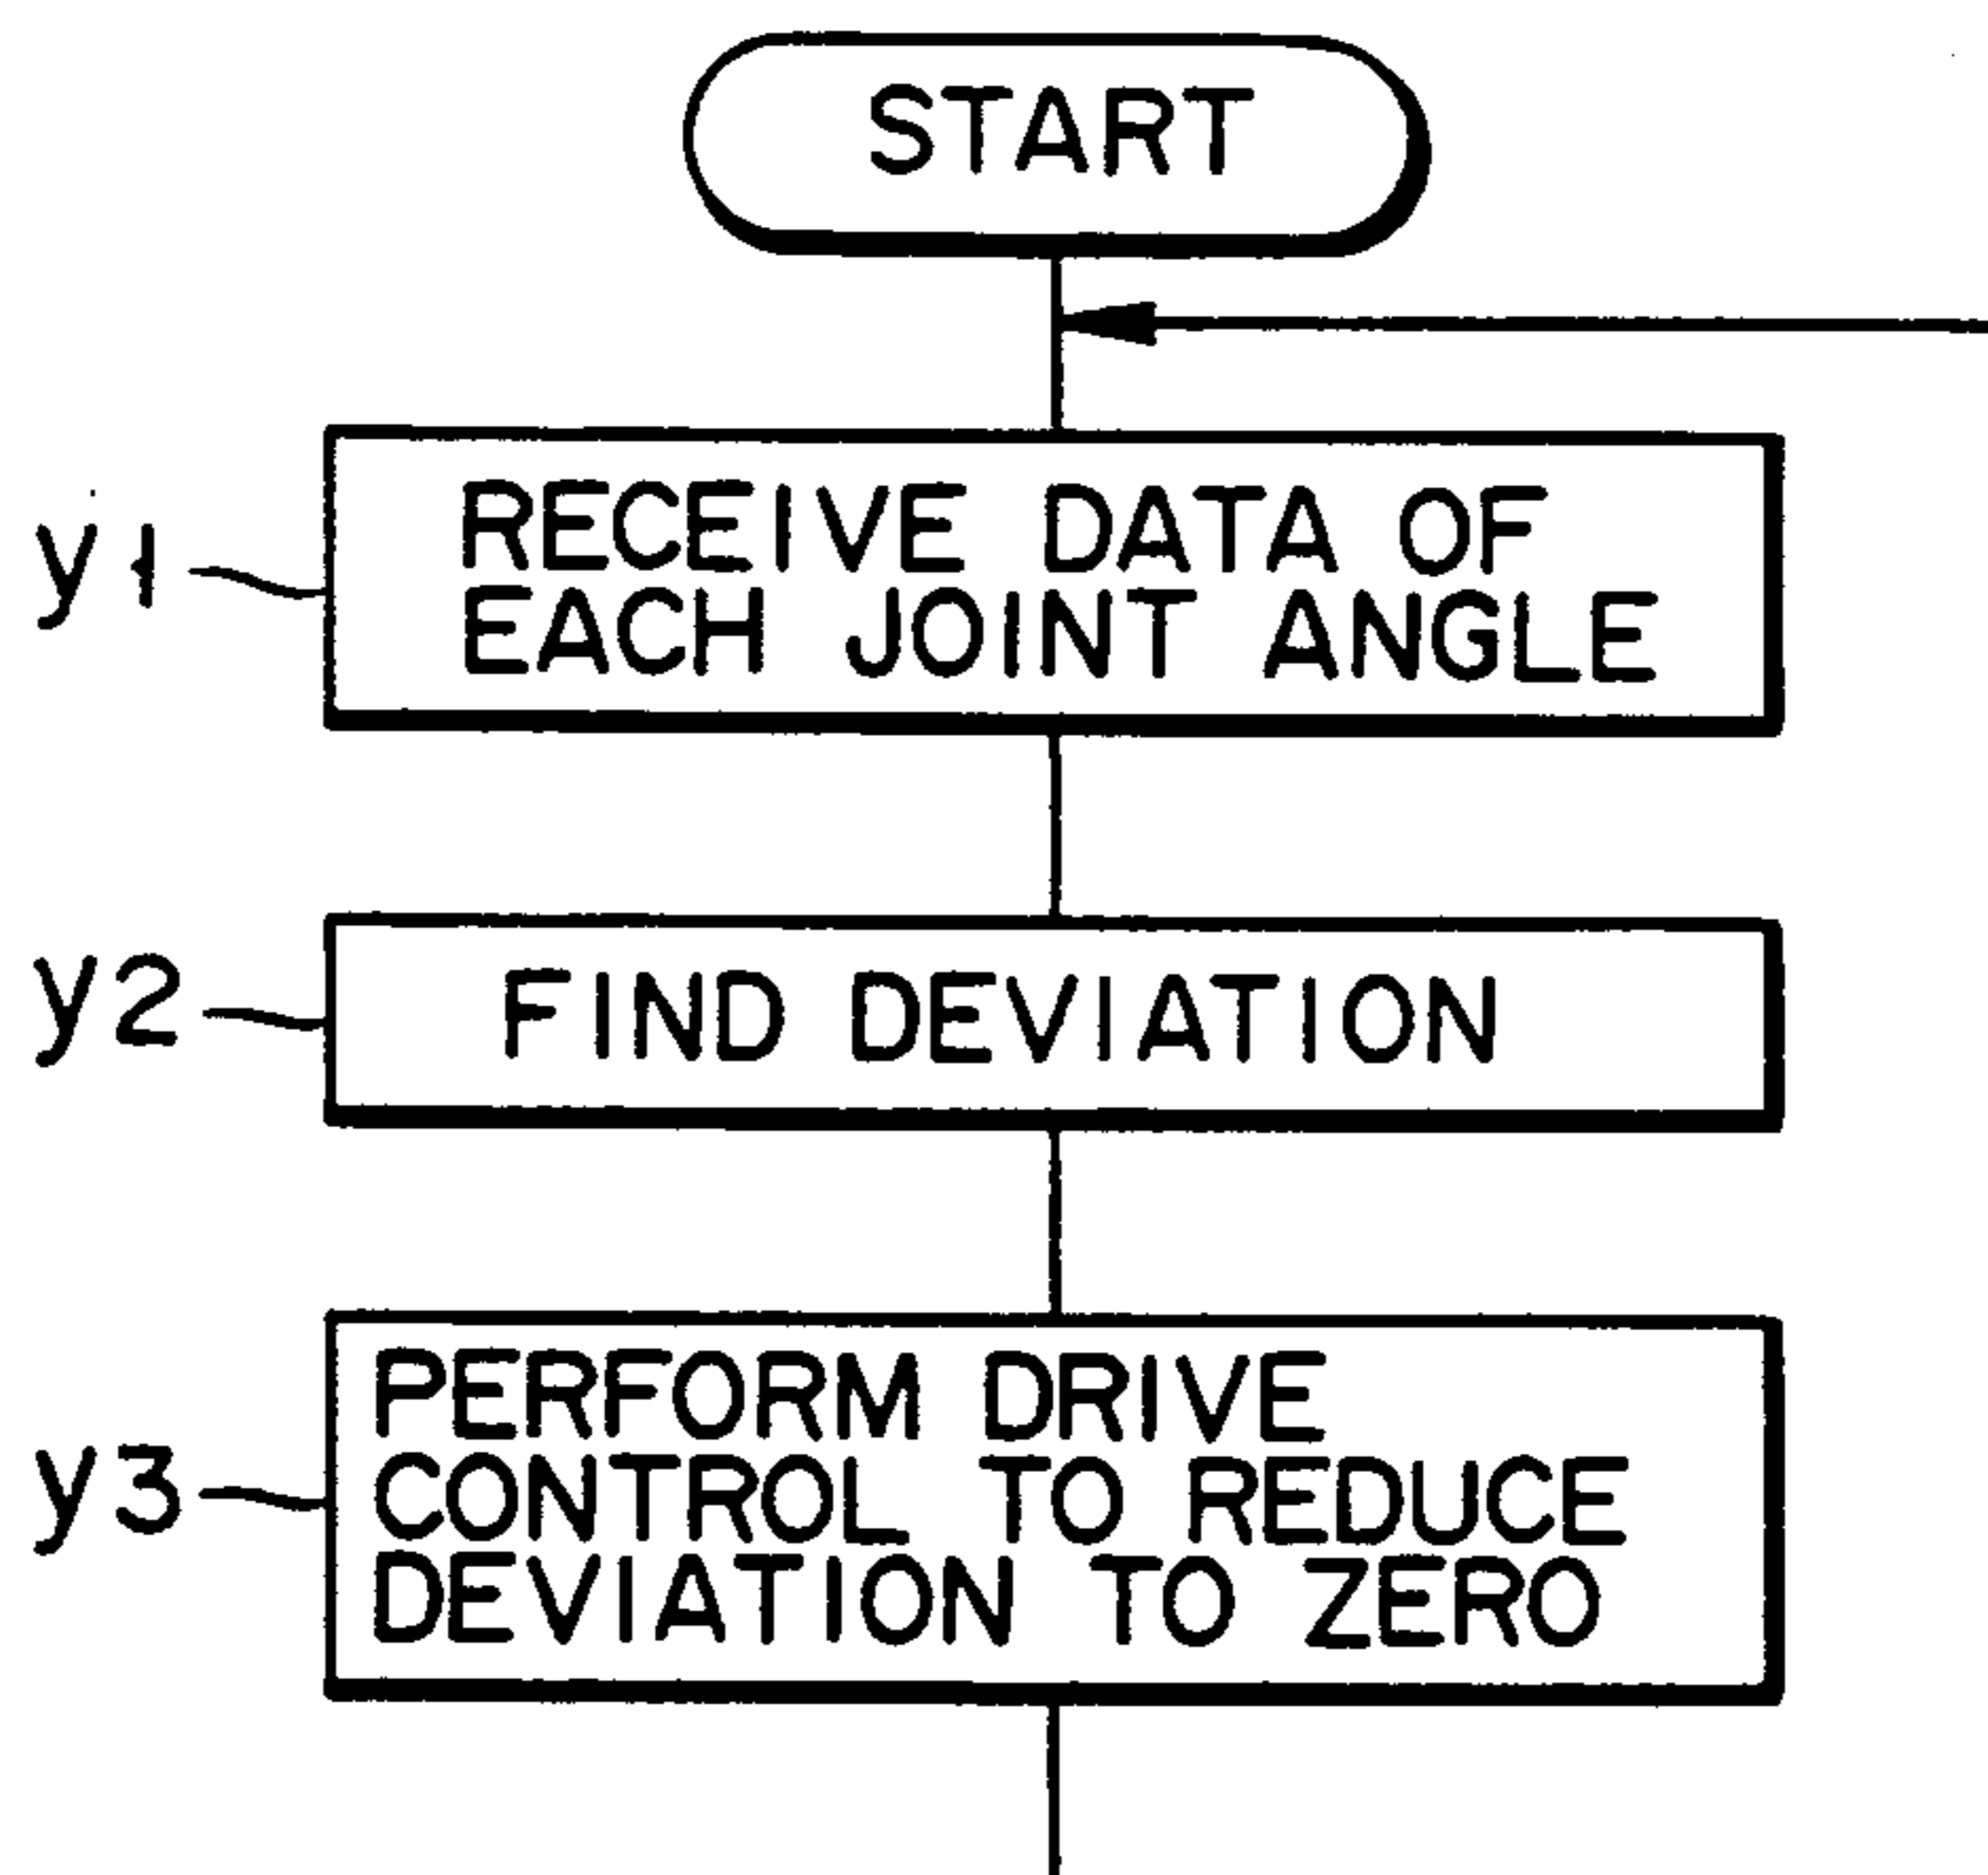 START
y1
RECEIVE DATA OF
EACH JOINT ANGLE
y2
FIND DEVIATION
y3
PERFORM DRIVE
CONTROL TO REDUCE
DEVIATION TO ZERO